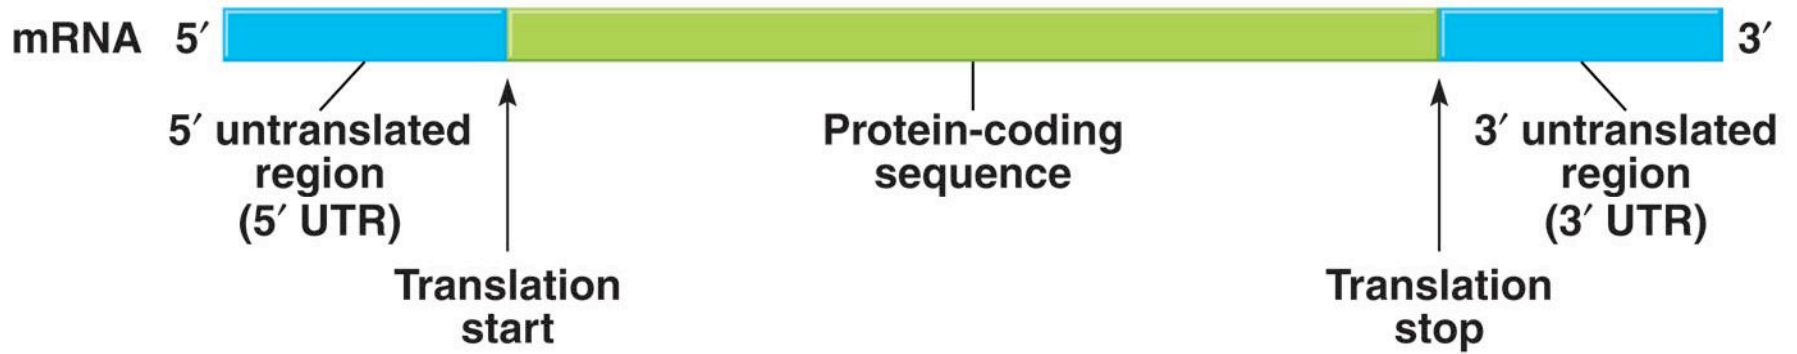 mRNA 5′ 3′
5′ untranslated
region
(5′ UTR)
Translation
start
Protein-coding
sequence
Translation
stop
3′ untranslated
region
(3′ UTR)